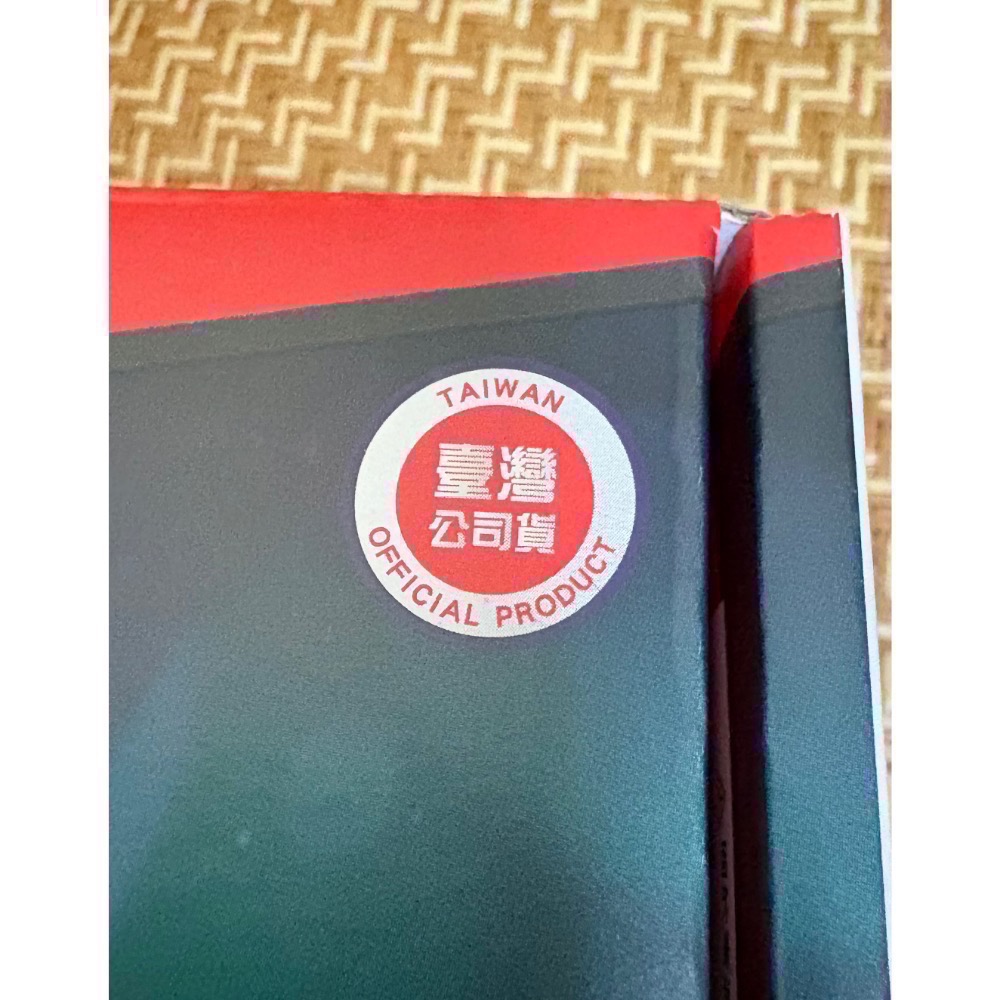 TAIWAN
臺灣
公司貨
OFFICIAL PRODUCT